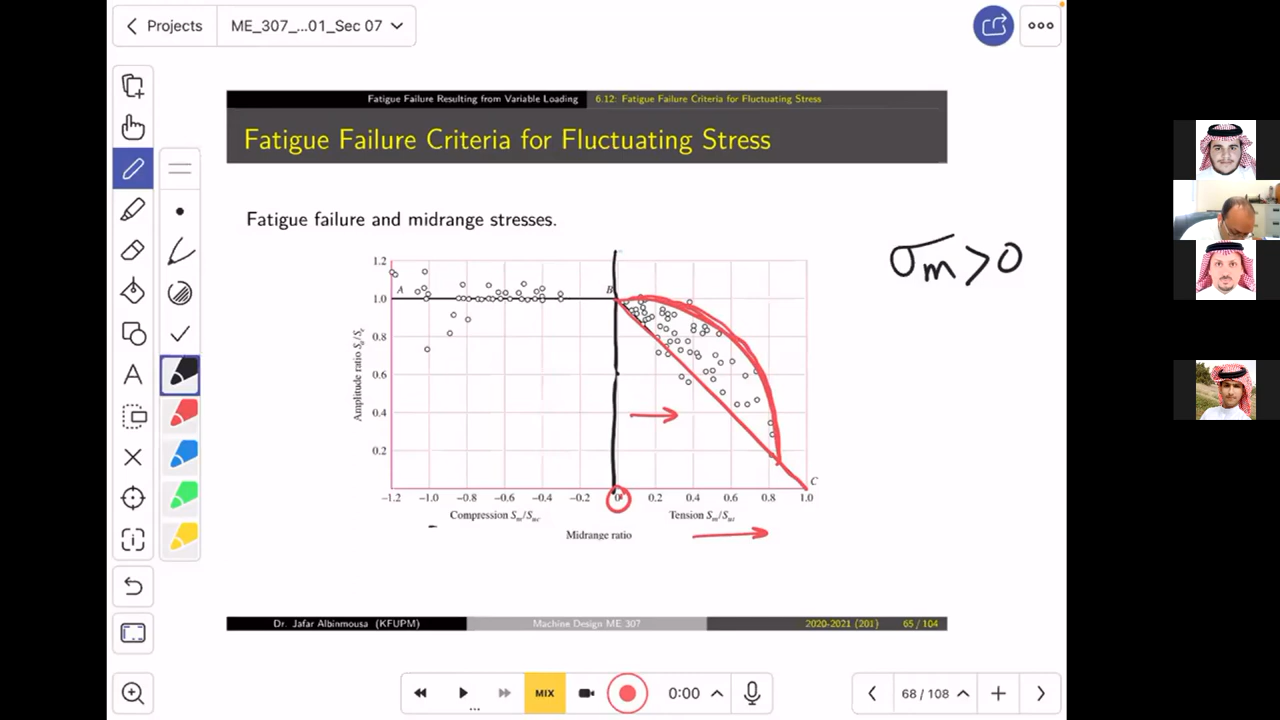 Projects
ME_307_...01_Sec 07
Fatigue Failure Resulting from Variable Loading
6.12: Fatigue Failure Criteria for Fluctuating Stress
Fatigue Failure Criteria for Fluctuating Stress
Fatigue failure and midrange stresses.
σm>0
1.2
A
B
1.0
0.8
0.6
0.4
0.2
Amplitude ratio Sa/Se
C
−1.2 −1.0 −0.8 −0.6 −0.4 −0.2 0 0.2 0.4 0.6 0.8 1.0
Compression Sm/Suc
Tension Sm/Sut
Midrange ratio
Dr. Jafar Albinmousa (KFUPM)
Machine Design ME 307
2020-2021 (201)
65 / 104
MIX
0:00
68 / 108